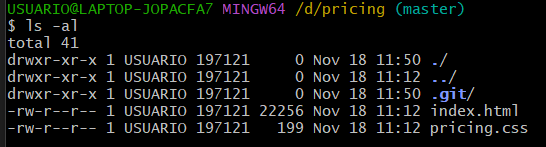 USUARIO@LAPTOP-JOPACFA7 MINGW64 /d/pricing (master)
$ ls -al
total 41
drwxr-xr-x 1 USUARIO 197121     0 Nov 18 11:50 ./
drwxr-xr-x 1 USUARIO 197121     0 Nov 18 11:12 ../
drwxr-xr-x 1 USUARIO 197121     0 Nov 18 11:50 .git/
-rw-r--r-- 1 USUARIO 197121 22256 Nov 18 11:12 index.html
-rw-r--r-- 1 USUARIO 197121   199 Nov 18 11:12 pricing.css